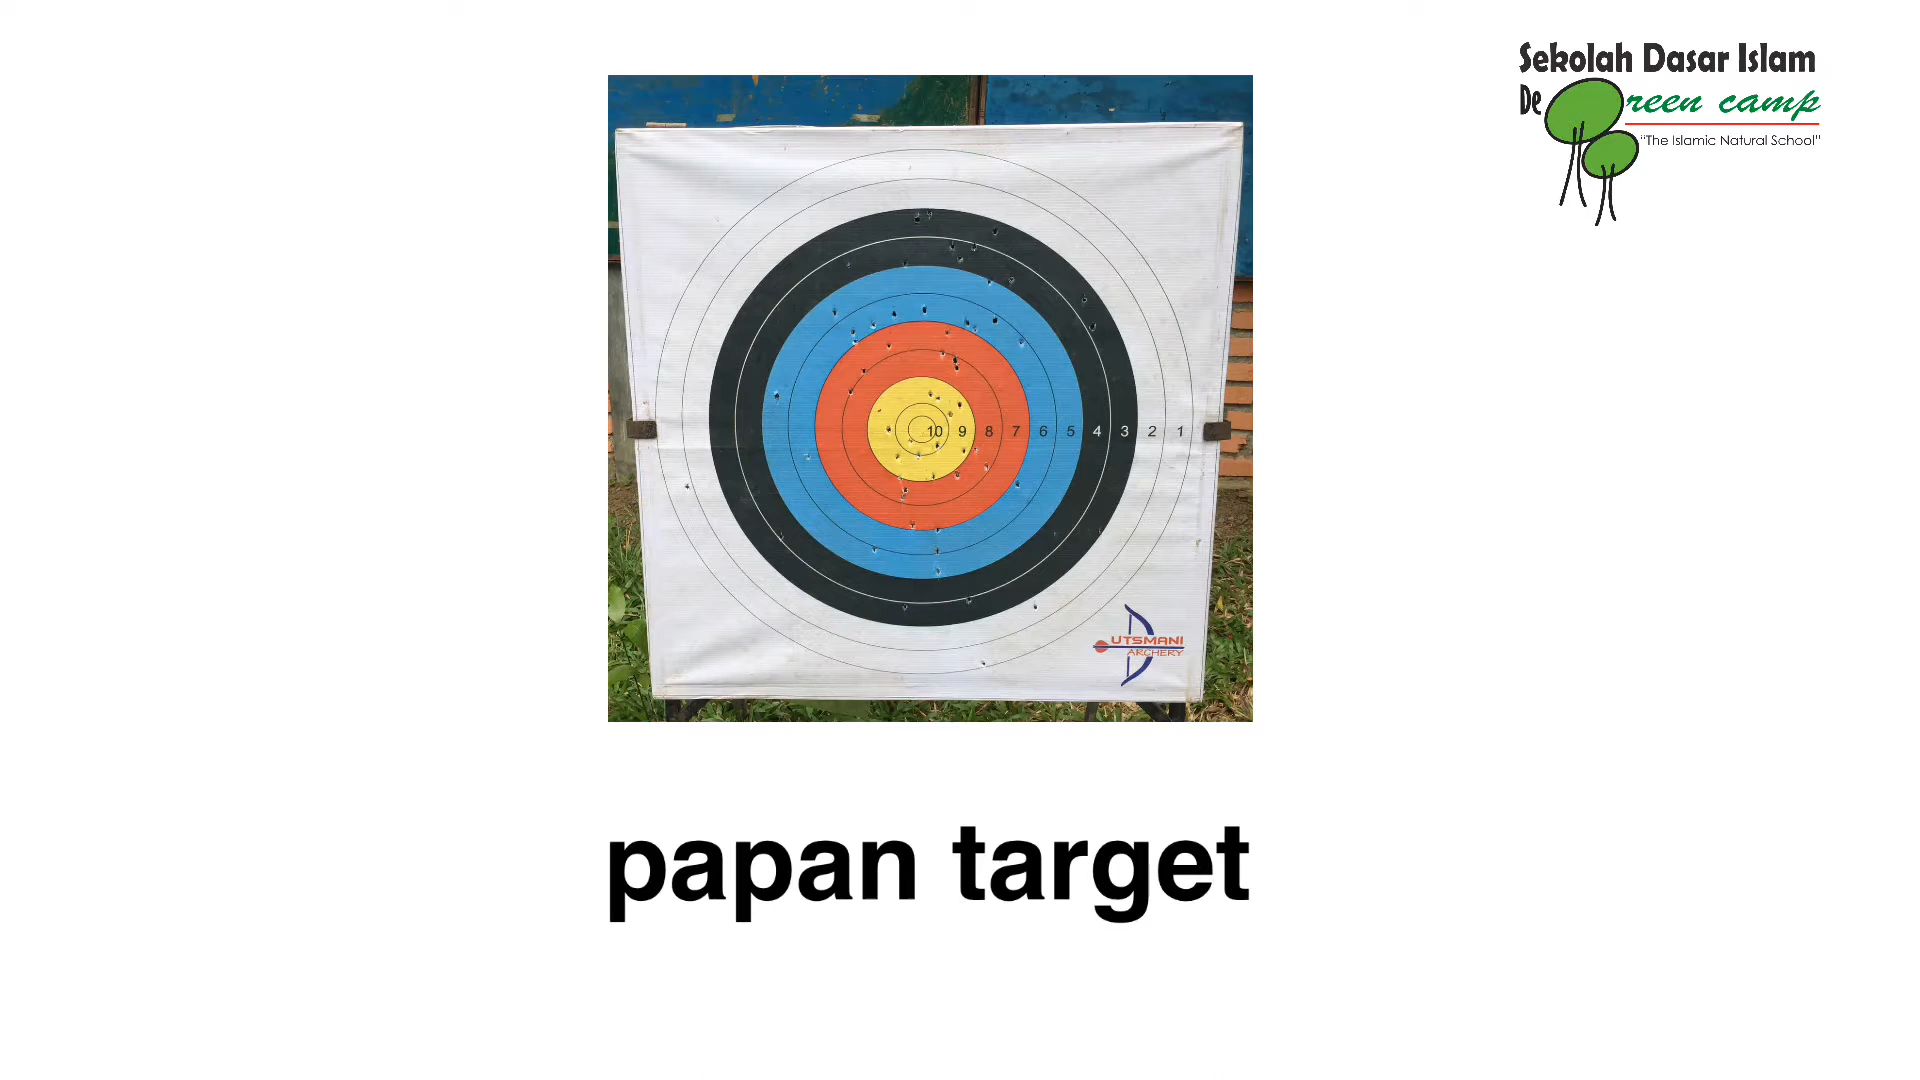 Sekolah Dasar Islam
De Green camp
"The Islamic Natural School"
10 9 8 7 6 5 4 3 2 1
UTSMANI
ARCHERY
papan target